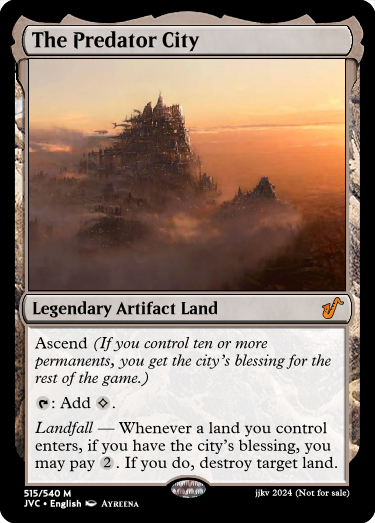 The Predator City
Legendary Artifact Land
Ascend (If you control ten or more
permanents, you get the city's blessing for the
rest of the game.)
: Add .
Landfall — Whenever a land you control
enters, if you have the city's blessing, you
may pay 2. If you do, destroy target land.
515/540 M
JVC • English Ayreena
jjkv 2024 (Not for sale)